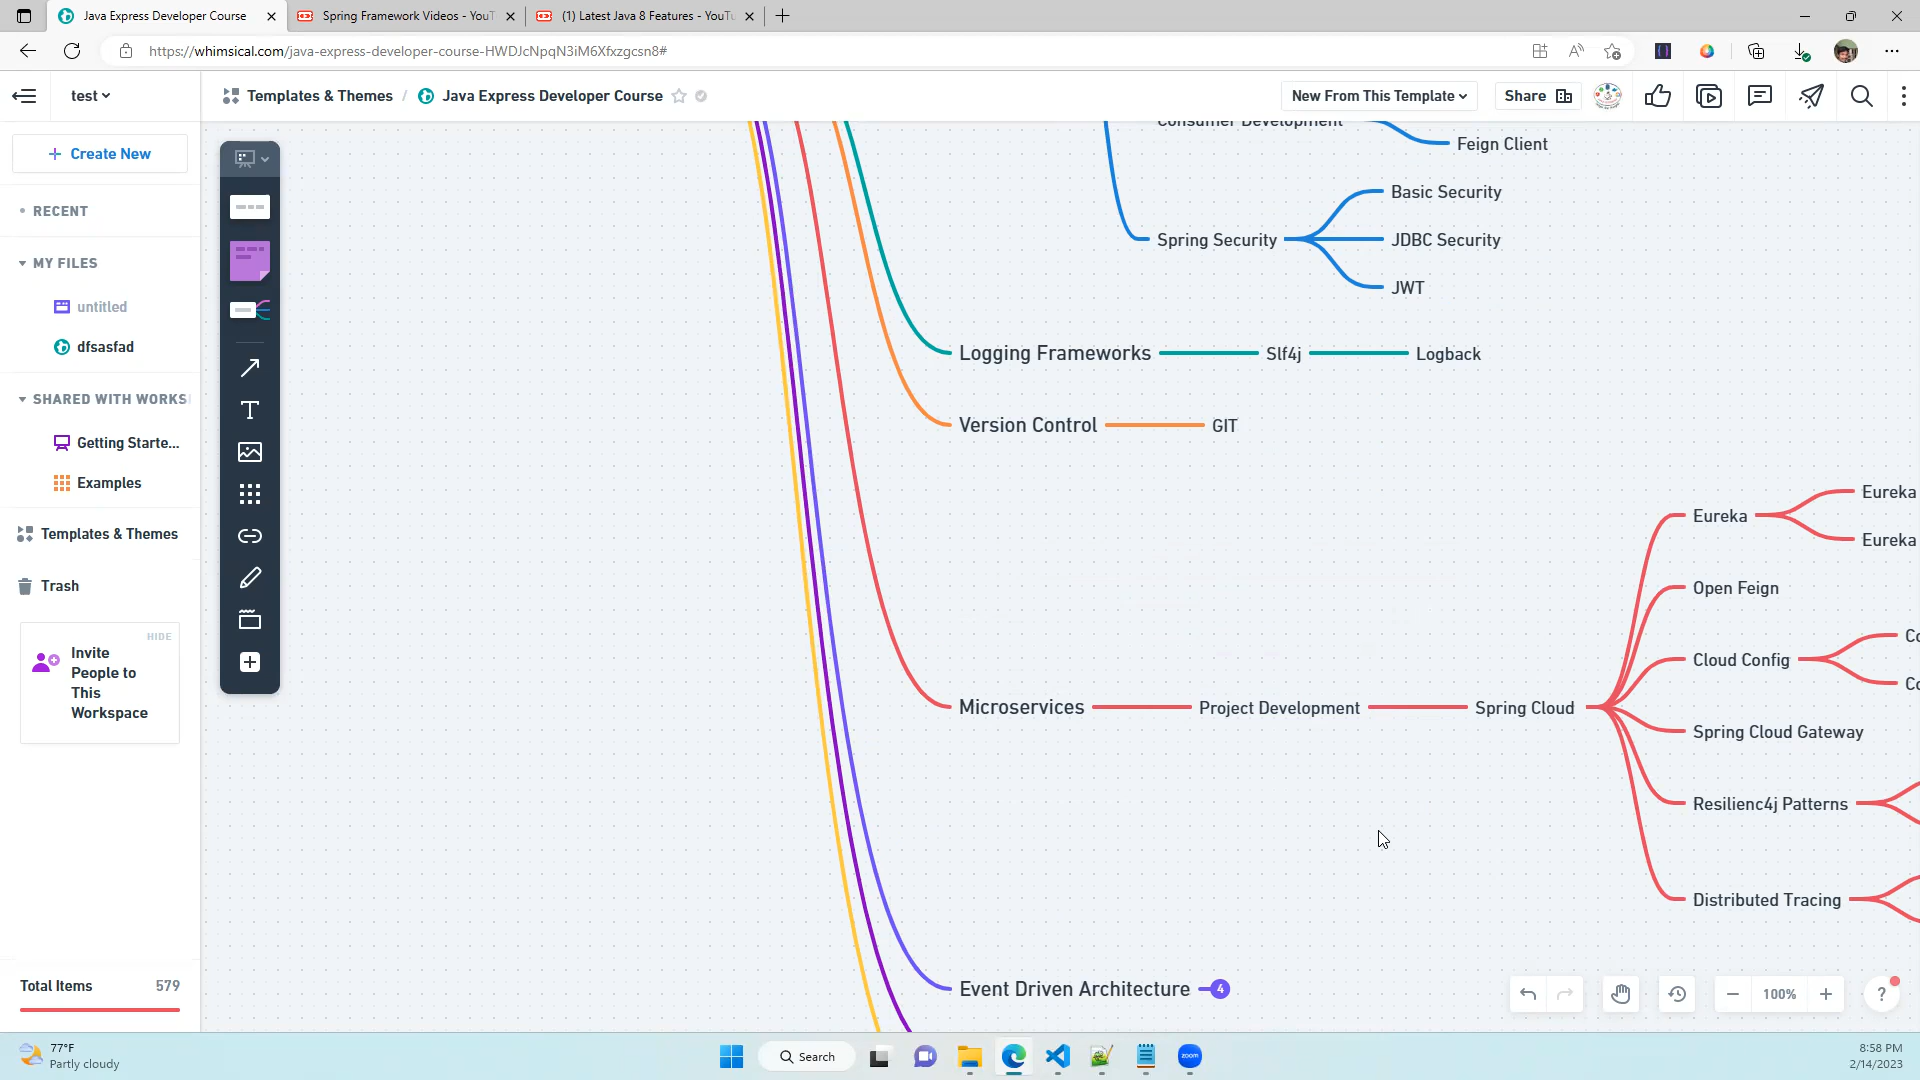 Java Express Developer Course
Spring Framework Videos - YouT
(1) Latest Java 8 Features - YouTu
https://whimsical.com/java-express-developer-course-HWDJcNpqN3iM6Xfxzgcsn8#
test
Templates & Themes / Java Express Developer Course
New From This Template
Share
Create New
RECENT
MY FILES
untitled
dfsasfad
SHARED WITH WORKS
Getting Starte...
Examples
Templates & Themes
Trash
HIDE
Invite
People to
This
Workspace
Total Items 579
Consumer Development
Feign Client
Basic Security
Spring Security
JDBC Security
JWT
Logging Frameworks Slf4j Logback
Version Control GIT
Eureka
Eureka
Eureka
Open Feign
Co
Cloud Config
Co
Microservices Project Development Spring Cloud
Spring Cloud Gateway
Resilienc4j Patterns
Distributed Tracing
Event Driven Architecture 4
100%
?
77°F
Partly cloudy
Search
zoom
8:58 PM
2/14/2023